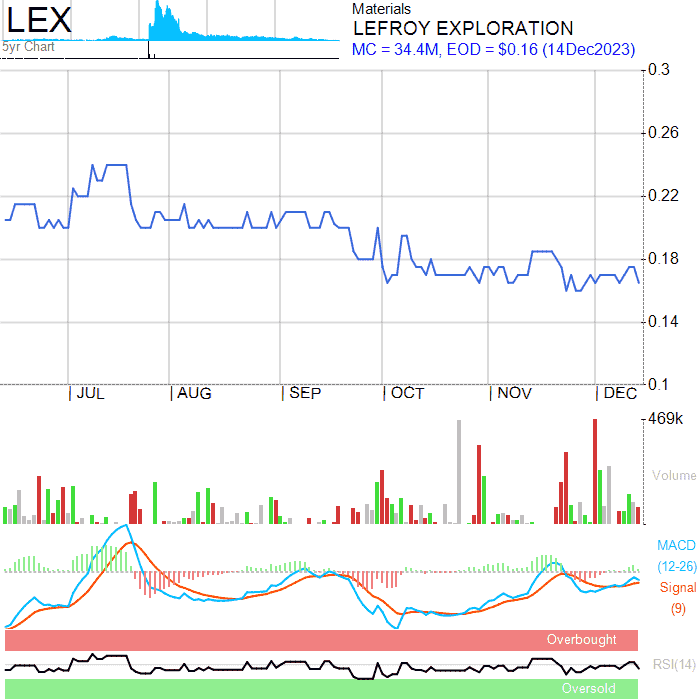 LEX
5yr Chart
Materials
LEFROY EXPLORATION
MC = 34.4M, EOD = $0.16 (14Dec2023)
0.3
0.26
0.22
0.18
0.14
0.1
JUL
AUG
SEP
OCT
NOV
DEC
469k
Volume
MACD
(12-26)
Signal
(9)
Overbought
RSI(14)
Oversold